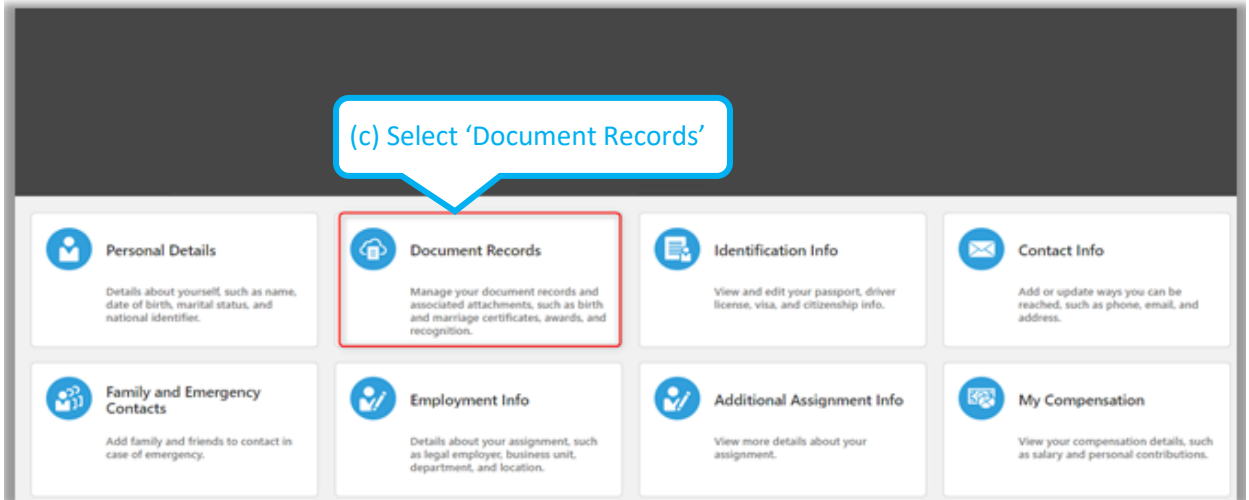 (c) Select ‘Document Records’
Personal Details
Details about yourself, such as name,
date of birth, marital status, and
national identifier.
Document Records
Manage your document records and
associated attachments, such as birth
and marriage certificates, awards, and
recognition.
Identification Info
View and edit your passport, driver
license, visa, and citizenship info.
Contact Info
Add or update ways you can be
reached, such as phone, email, and
address.
Family and Emergency
Contacts
Add family and friends to contact in
case of emergency.
Employment Info
Details about your assignment, such
as legal employer, business unit,
department, and location.
Additional Assignment Info
View more details about your
assignment.
My Compensation
View your compensation details, such
as salary and personal contributions.